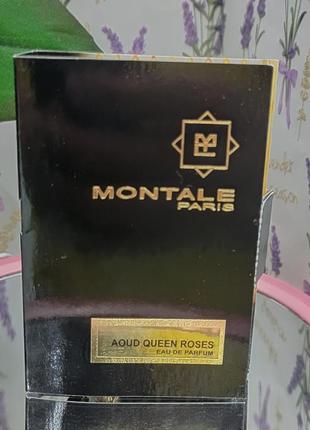 MONTALE
PARIS
AOUD QUEEN ROSES
EAU DE PARFUM